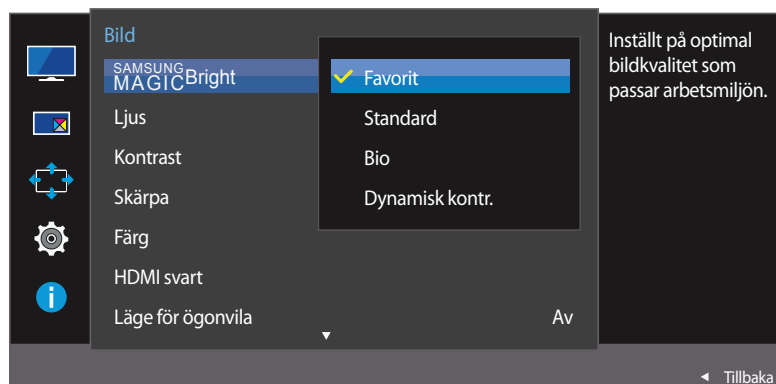 Bild
SAMSUNG
MAGICBright
Favorit
Ljus
Standard
Kontrast
Bio
Skärpa
Dynamisk kontr.
Färg
HDMI svart
Läge för ögonvila Av
Inställt på optimal
bildkvalitet som
passar arbetsmiljön.
Tillbaka